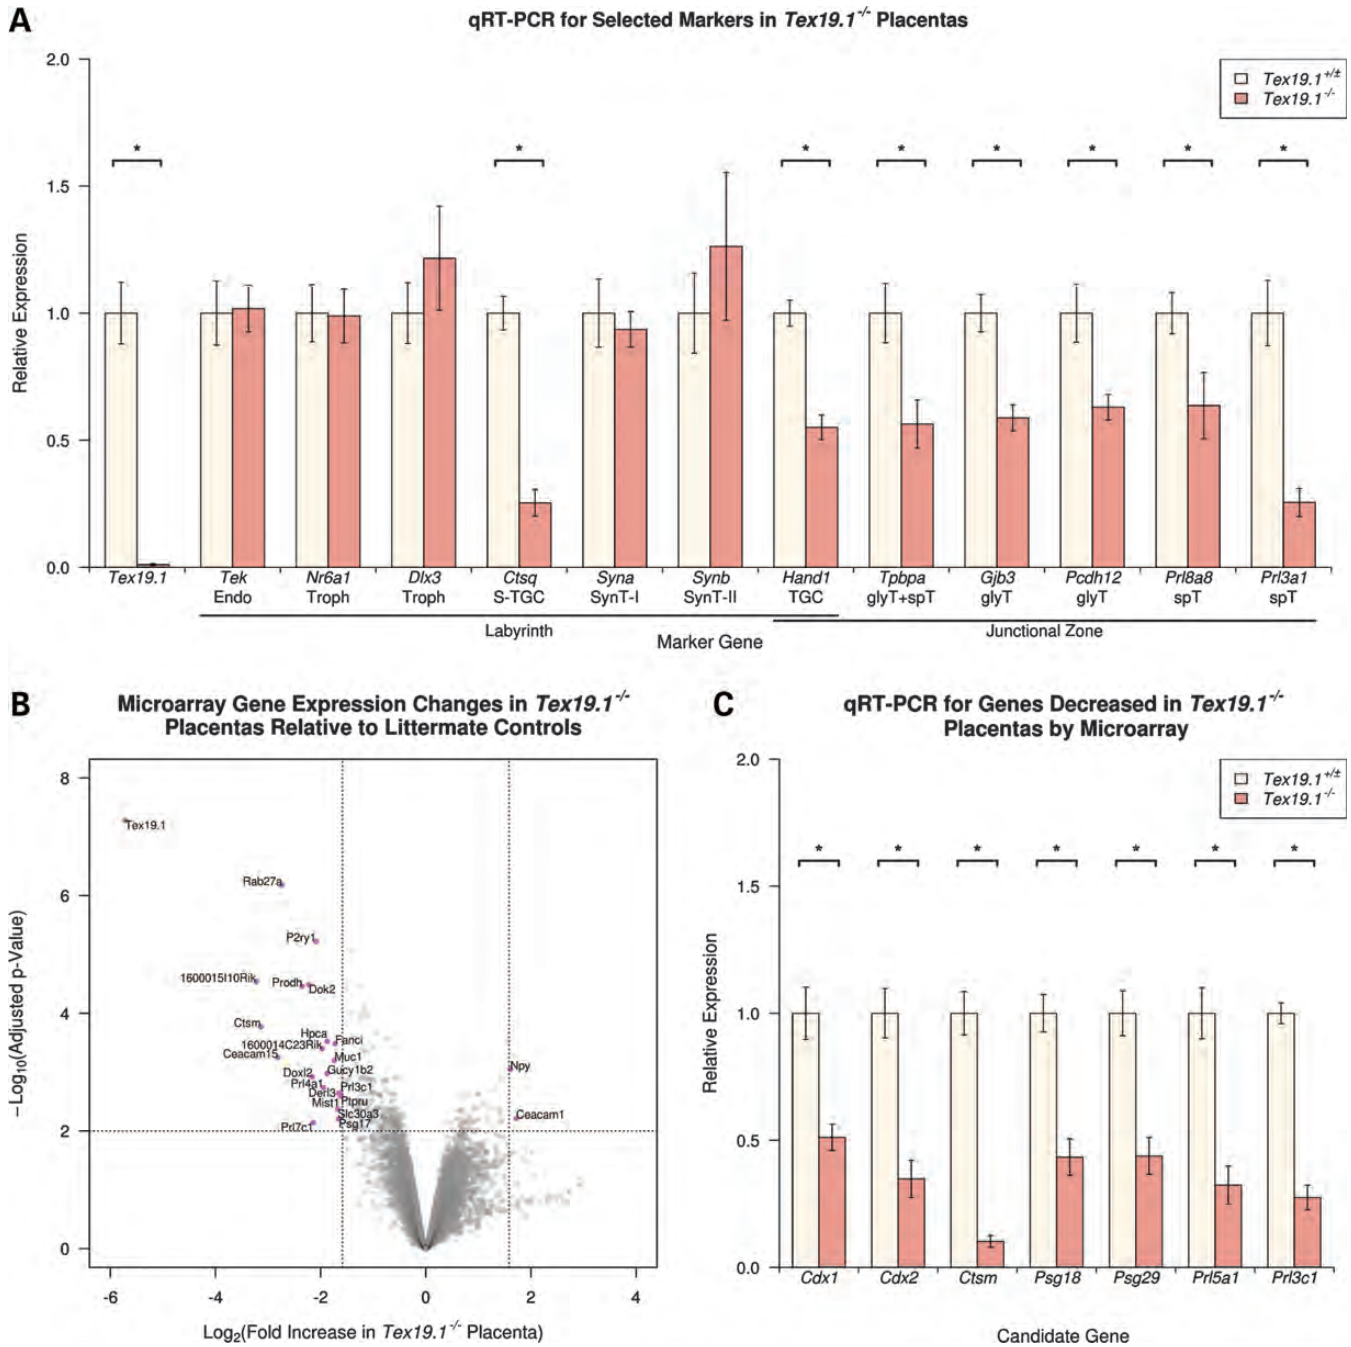 A
qRT-PCR for Selected Markers in Tex19.1-/- Placentas
2.0
1.5
1.0
0.5
0.0
Relative Expression
Tex19.1+/±
Tex19.1-/-
* * * * * * * *
Tex19.1 Tek Nr6a1 Dlx3 Ctsq Syna Synb Hand1 Tpbpa Gjb3 Pcdh12 Prl8a8 Prl3a1
Endo Troph Troph S-TGC SynT-I SynT-II TGC glyT+spT glyT glyT spT spT
Labyrinth Junctional Zone
Marker Gene
B
Microarray Gene Expression Changes in Tex19.1-/-
Placentas Relative to Littermate Controls
8
6
4
2
0
−Log10(Adjusted p-Value)
Tex19.1
Rab27a
P2ry1
1600015I10Rik
Prodh
Dok2
Ctsm
Hpca
Fanci
1600014C23Rik
Ceacam15
Muc1
Doxl2
Gucy1b2
Prl4a1
Prl3c1
Derl3
Mist1
Ptpru
Slc30a3
Psg17
Prl7c1
Npy
Ceacam1
-6 -4 -2 0 2 4
Log2(Fold Increase in Tex19.1-/- Placenta)
C
qRT-PCR for Genes Decreased in Tex19.1-/-
Placentas by Microarray
2.0
1.5
1.0
0.5
0.0
Relative Expression
Tex19.1+/±
Tex19.1-/-
* * * * * * *
Cdx1 Cdx2 Ctsm Psg18 Psg29 Prl5a1 Prl3c1
Candidate Gene